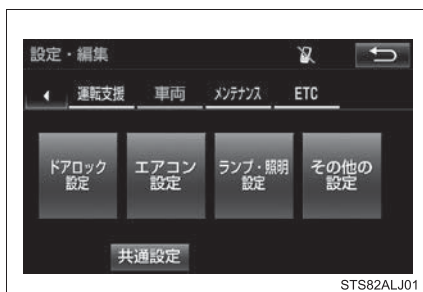 設定・編集
運転支援 車両 メンテナンス ETC
ドアロック
設定
エアコン
設定
ランプ・照明
設定
その他の
設定
共通設定
STS82ALJ01